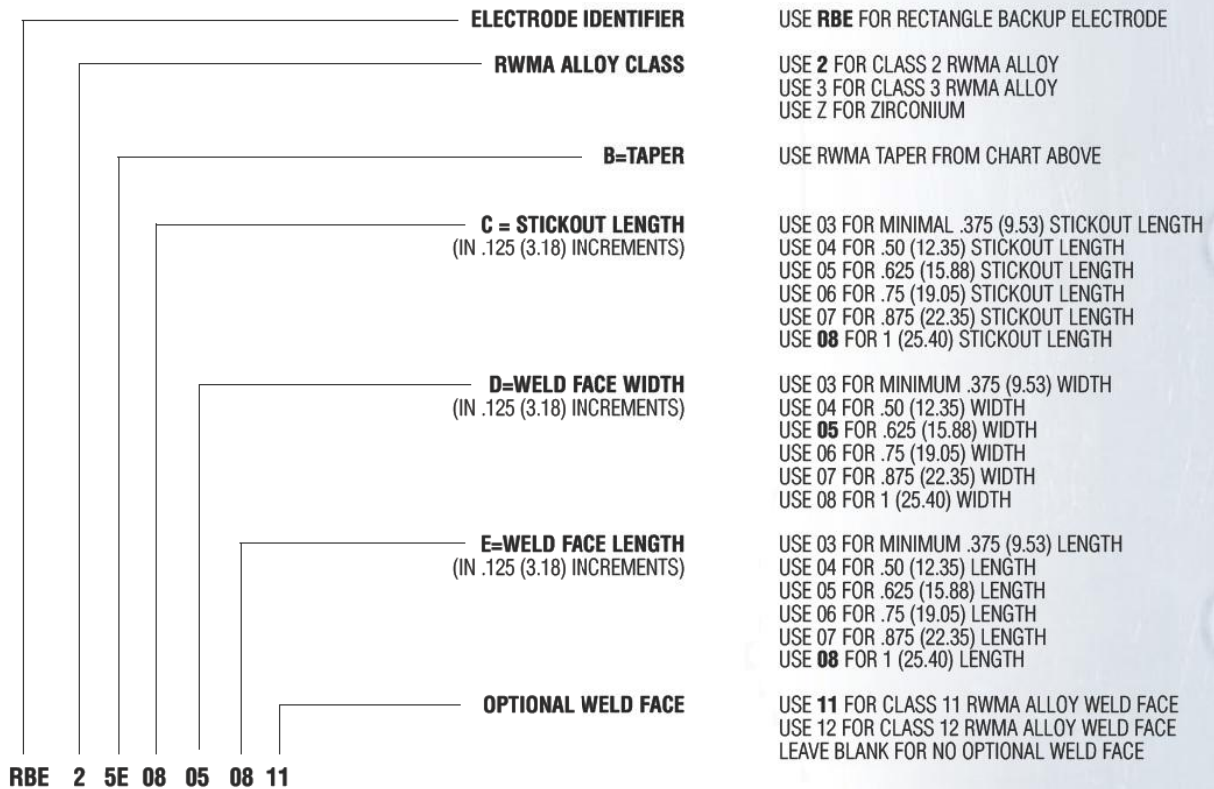 ELECTRODE IDENTIFIER USE RBE FOR RECTANGLE BACKUP ELECTRODE
RWMA ALLOY CLASS USE 2 FOR CLASS 2 RWMA ALLOY
USE 3 FOR CLASS 3 RWMA ALLOY
USE Z FOR ZIRCONIUM
B=TAPER USE RWMA TAPER FROM CHART ABOVE
C = STICKOUT LENGTH USE 03 FOR MINIMAL .375 (9.53) STICKOUT LENGTH
(IN .125 (3.18) INCREMENTS) USE 04 FOR .50 (12.35) STICKOUT LENGTH
USE 05 FOR .625 (15.88) STICKOUT LENGTH
USE 06 FOR .75 (19.05) STICKOUT LENGTH
USE 07 FOR .875 (22.35) STICKOUT LENGTH
USE 08 FOR 1 (25.40) STICKOUT LENGTH
D=WELD FACE WIDTH USE 03 FOR MINIMUM .375 (9.53) WIDTH
(IN .125 (3.18) INCREMENTS) USE 04 FOR .50 (12.35) WIDTH
USE 05 FOR .625 (15.88) WIDTH
USE 06 FOR .75 (19.05) WIDTH
USE 07 FOR .875 (22.35) WIDTH
USE 08 FOR 1 (25.40) WIDTH
E=WELD FACE LENGTH USE 03 FOR MINIMUM .375 (9.53) LENGTH
(IN .125 (3.18) INCREMENTS) USE 04 FOR .50 (12.35) LENGTH
USE 05 FOR .625 (15.88) LENGTH
USE 06 FOR .75 (19.05) LENGTH
USE 07 FOR .875 (22.35) LENGTH
USE 08 FOR 1 (25.40) LENGTH
OPTIONAL WELD FACE USE 11 FOR CLASS 11 RWMA ALLOY WELD FACE
USE 12 FOR CLASS 12 RWMA ALLOY WELD FACE
LEAVE BLANK FOR NO OPTIONAL WELD FACE
RBE 2 5E 08 05 08 11